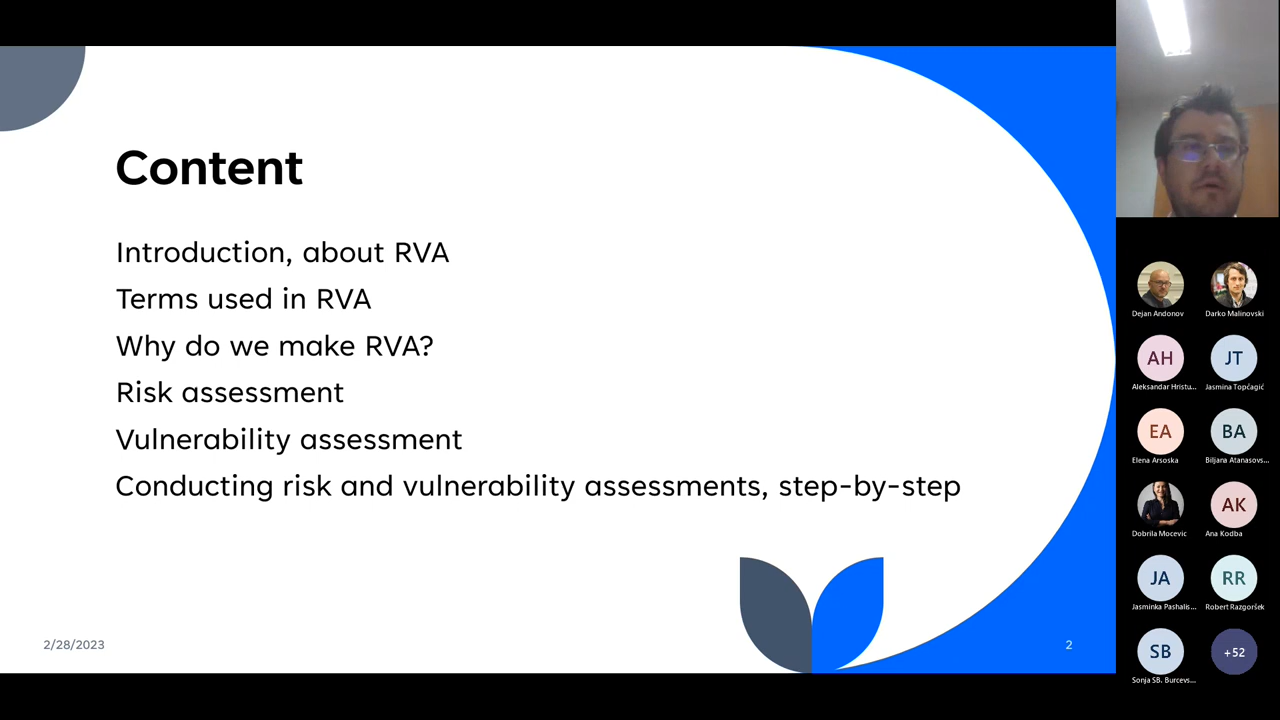 Content
Introduction, about RVA
Terms used in RVA
Why do we make RVA?
Risk assessment
Vulnerability assessment
Conducting risk and vulnerability assessments, step-by-step
2/28/2023
2
Dejan Andonov
Darko Malinovski
AH
JT
Aleksandar Hristu...
Jasmina Topčagić
EA
BA
Elena Arsoska
Biljana Atanasovs...
AK
Dobrila Mocevic
Ana Kodba
JA
RR
Jasminka Pashalis...
Robert Razgoršek
SB
+52
Sonja SB. Burcevs...